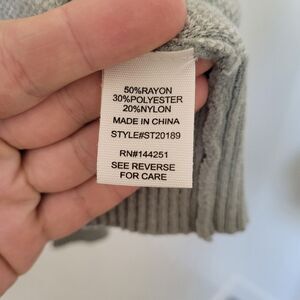 50%RAYON
30%POLYESTER
20%NYLON
MADE IN CHINA
STYLE#ST20189
RN#144251
SEE REVERSE
FOR CARE